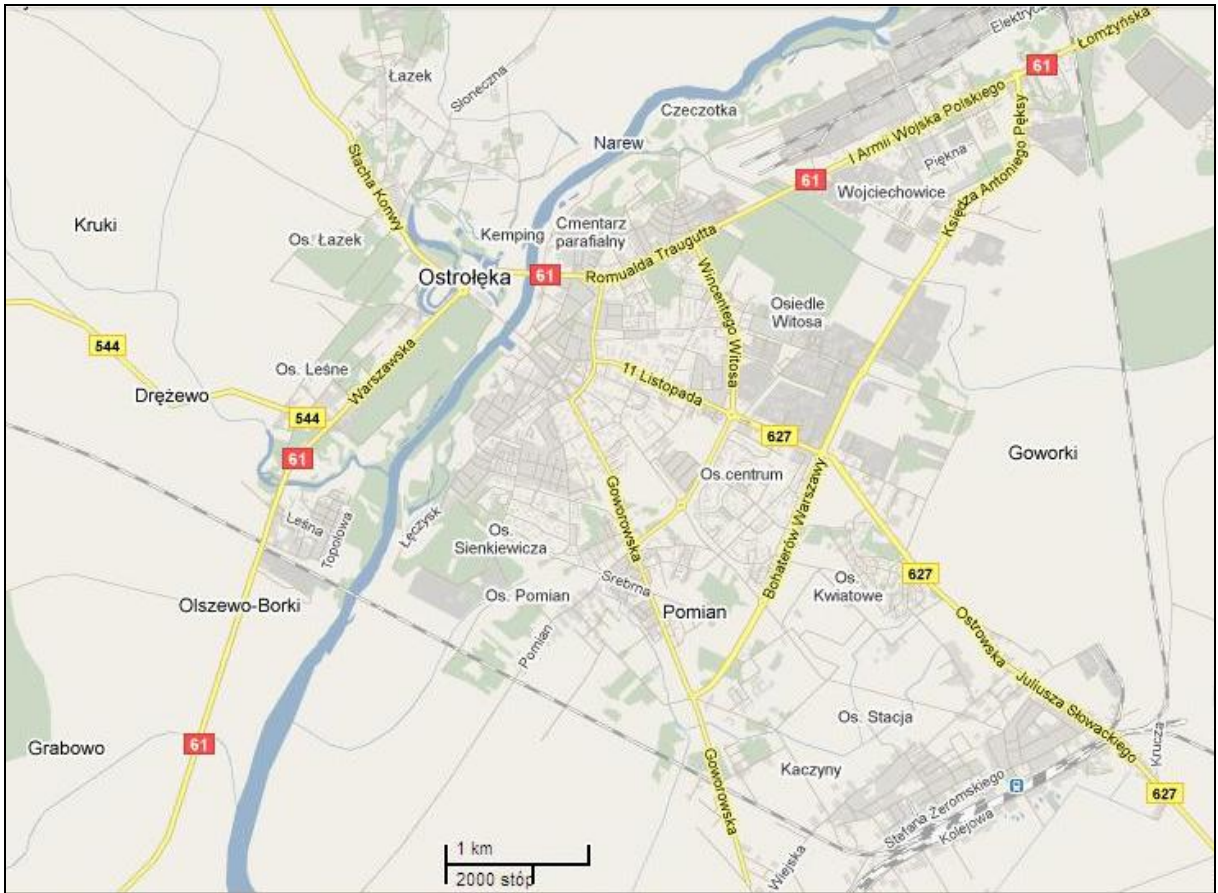 Elektryc
Łomżyńska
61
Łazek
Słoneczna
Czeczotka
I Armii Wojska Polskiego
Księdza Antoniego Pęksy
Narew
Piękna
Stacha Konwy
61
Wojciechowice
Kruki
Os. Łazek
Kemping
Cmentarz
parafialny
Romualda Traugutta
Ostrołęka
61
Wincentego Witosa
Osiedle
Witosa
544
Os. Leśne
Warszawska
11 Listopada
Drężewo
544
627
61
Goworki
Os.centrum
Goworowska
Bohaterów Warszawy
Leśna
Topolowa
Łęczysk
Os.
Sienkiewicza
Srebrna
627
Os.
Kwiatowe
Olszewo-Borki
Os. Pomian
Pomian
Pomian
Ostrowska
Juliusza Słowackiego
Os. Stacja
Krucza
Grabowo
61
Goworowska
Kaczyny
Stefana Żeromskiego
Kolejowa
627
Wiejska
1 km
2000 stóp